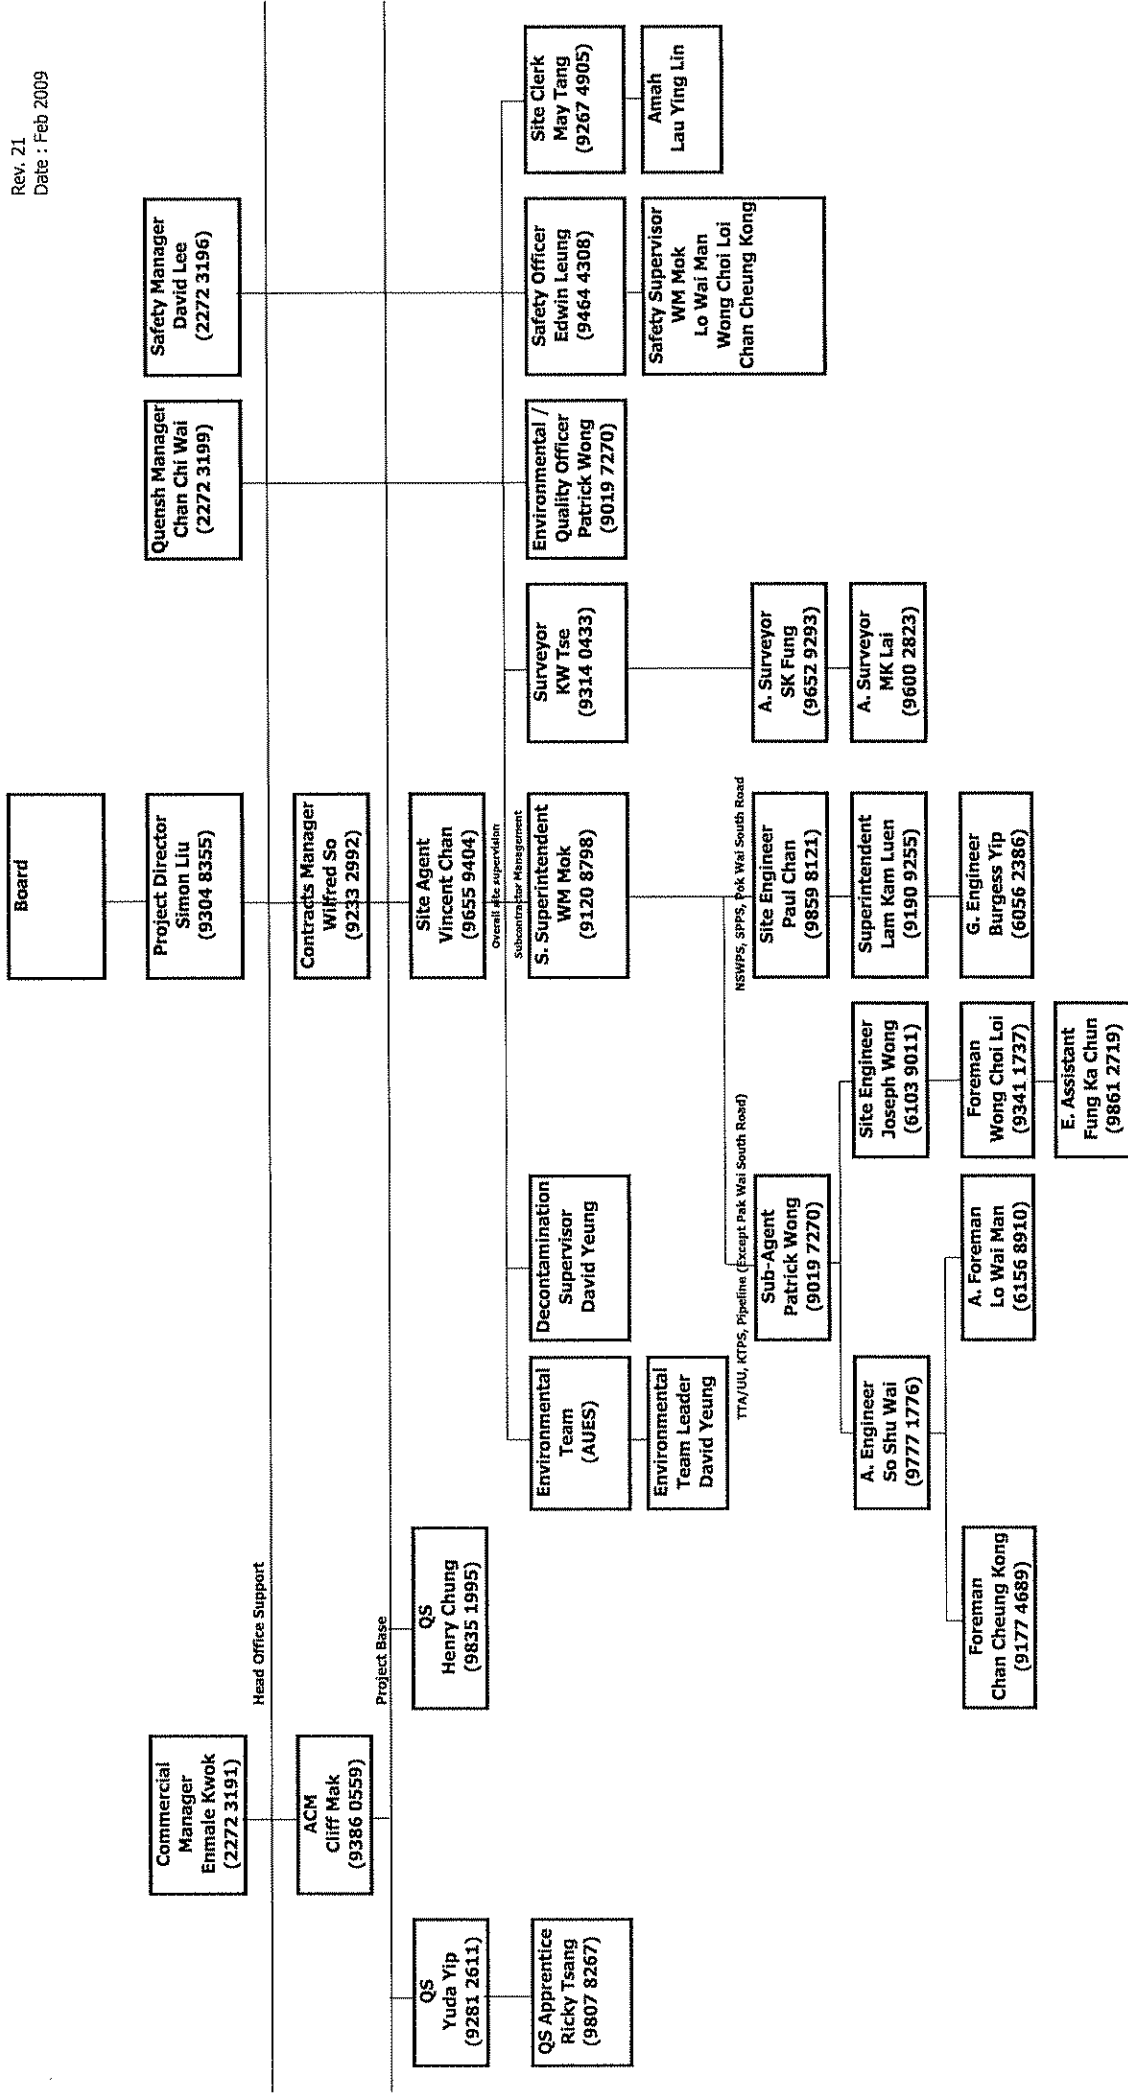 Rev. 21
Date : Feb 2009
Board
Commercial
Manager
Enmale Kwok
(2272 3191)
Project Director
Simon Liu
(9304 8355)
Quensh Manager
Chan Chi Wai
(2272 3199)
Safety Manager
David Lee
(2272 3196)
Head Office Support
ACM
Cliff Mak
(9386 0559)
Contracts Manager
Wilfred So
(9233 2992)
Project Base
QS
Yuda Yip
(9281 2611)
QS
Henry Chung
(9835 1995)
Site Agent
Vincent Chan
(9655 9404)
Overall site supervision
Subcontractor Management
QS Apprentice
Ricky Tsang
(9807 8267)
Environmental
Team
(AUES)
Decontamination
Supervisor
David Yeung
S. Superintendent
WM Mok
(9120 8798)
Surveyor
KW Tse
(9314 0433)
Environmental /
Quality Officer
Patrick Wong
(9019 7270)
Safety Officer
Edwin Leung
(9464 4308)
Site Clerk
May Tang
(9267 4905)
Environmental
Team Leader
David Yeung
Safety Supervisor
WM Mok
Lo Wai Man
Wong Choi Loi
Chan Cheung Kong
Amah
Lau Ying Lin
TTA/UU, KTPS, Pipeline (Except Pak Wai South Road)
NSWPS, SPPS, Pok Wai South Road
Sub-Agent
Patrick Wong
(9019 7270)
Site Engineer
Paul Chan
(9859 8121)
A. Surveyor
SK Fung
(9652 9293)
A. Engineer
So Shu Wai
(9777 1776)
Site Engineer
Joseph Wong
(6103 9011)
Superintendent
Lam Kam Luen
(9190 9255)
A. Surveyor
MK Lai
(9600 2823)
Foreman
Chan Cheung Kong
(9177 4689)
A. Foreman
Lo Wai Man
(6156 8910)
Foreman
Wong Choi Loi
(9341 1737)
G. Engineer
Burgess Yip
(6056 2386)
E. Assistant
Fung Ka Chun
(9861 2719)